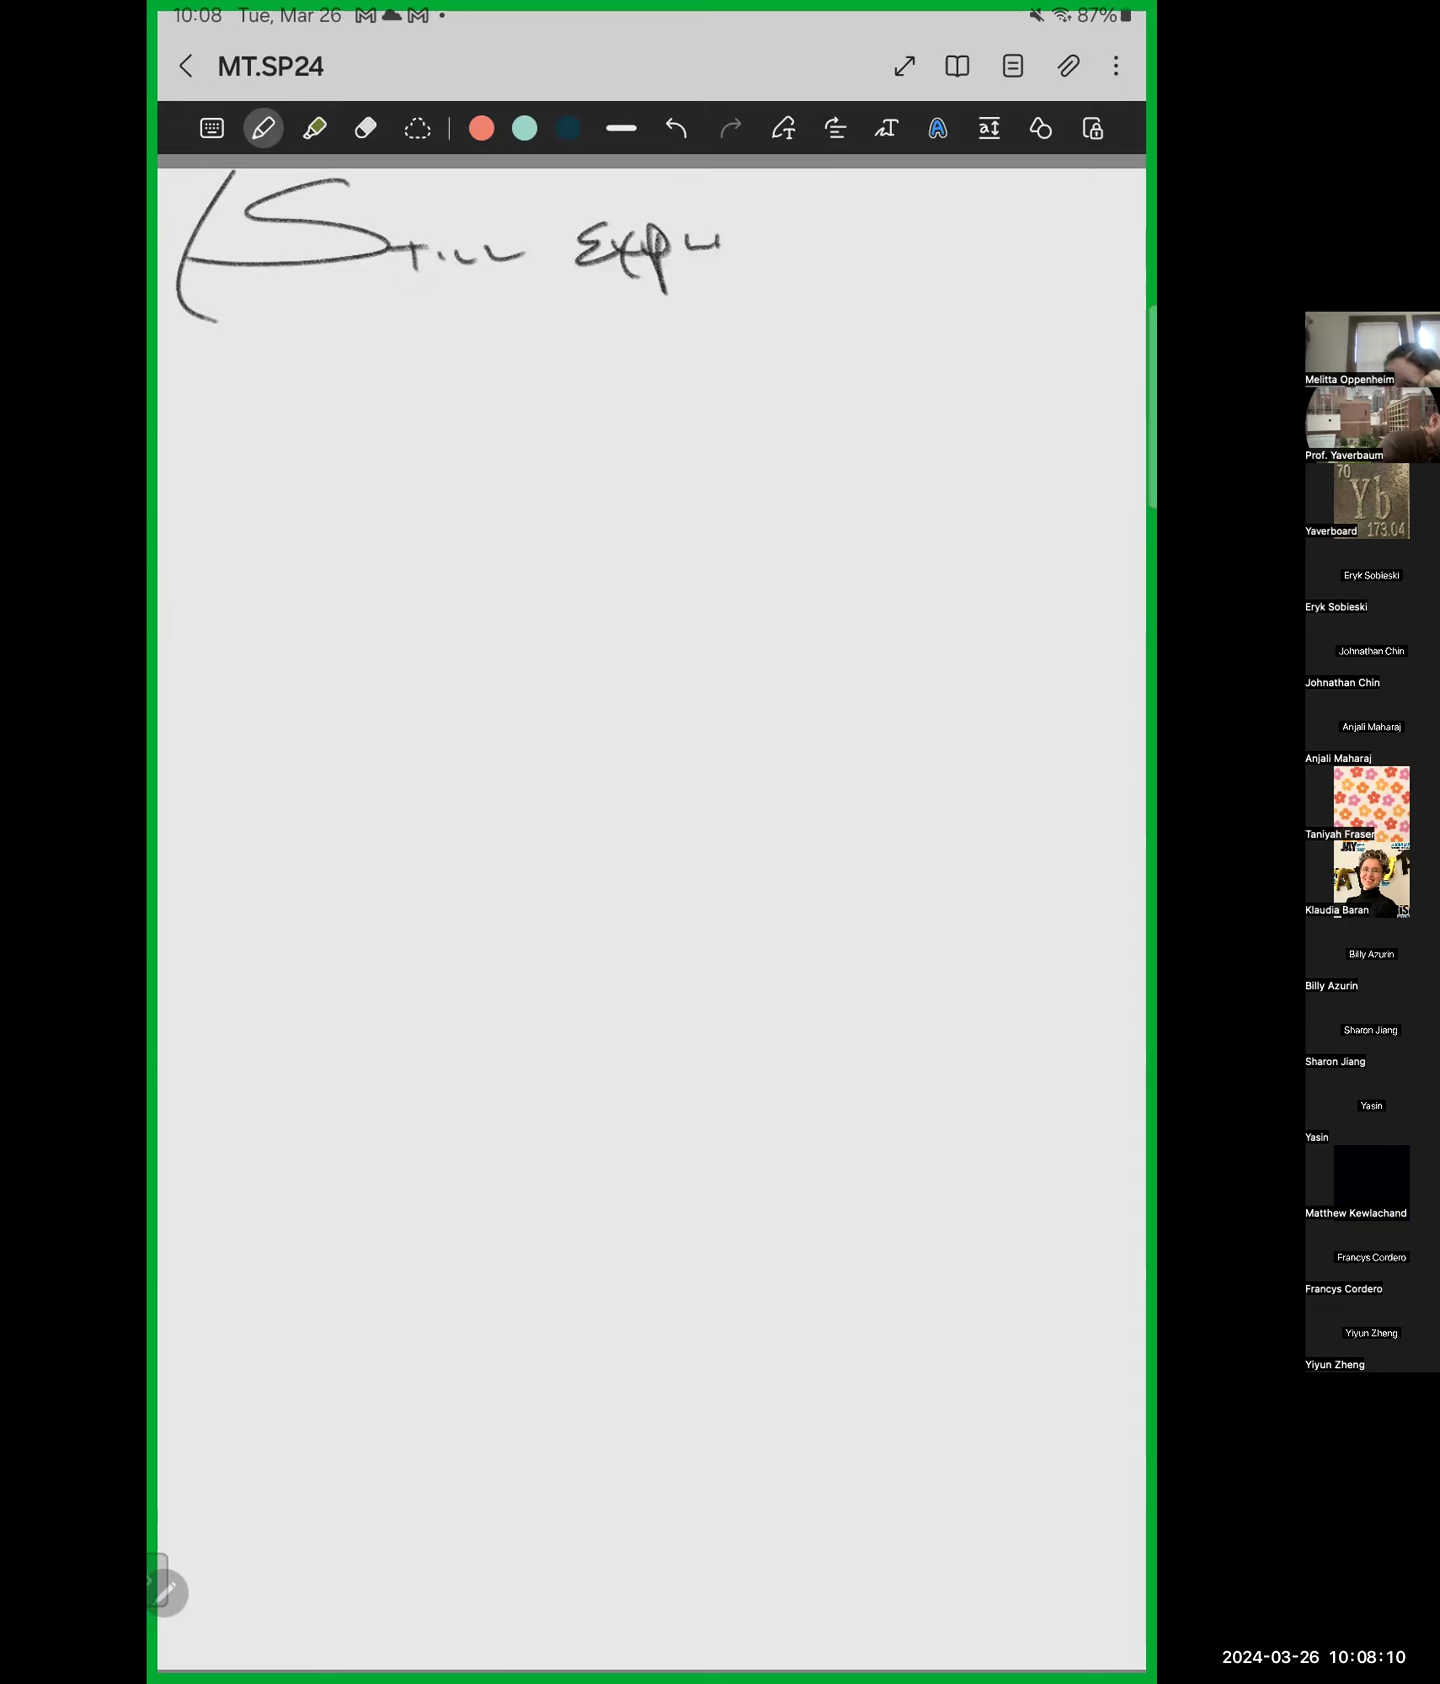 10:08 Tue, Mar 26 87%
MT.SP24
(Still Expl
Melitta Oppenheim
Prof. Yaverbaum
70
Yb
173.04
Yaverboard
Eryk Sobieski
Eryk Sobieski
Johnathan Chin
Johnathan Chin
Anjali Maharaj
Anjali Maharaj
Taniyah Fraser
JAY
Klaudia Baran
Billy Azurin
Billy Azurin
Sharon Jiang
Sharon Jiang
Yasin
Yasin
Matthew Kewlachand
Francys Cordero
Francys Cordero
Yiyun Zheng
Yiyun Zheng
2024-03-26 10:08:10